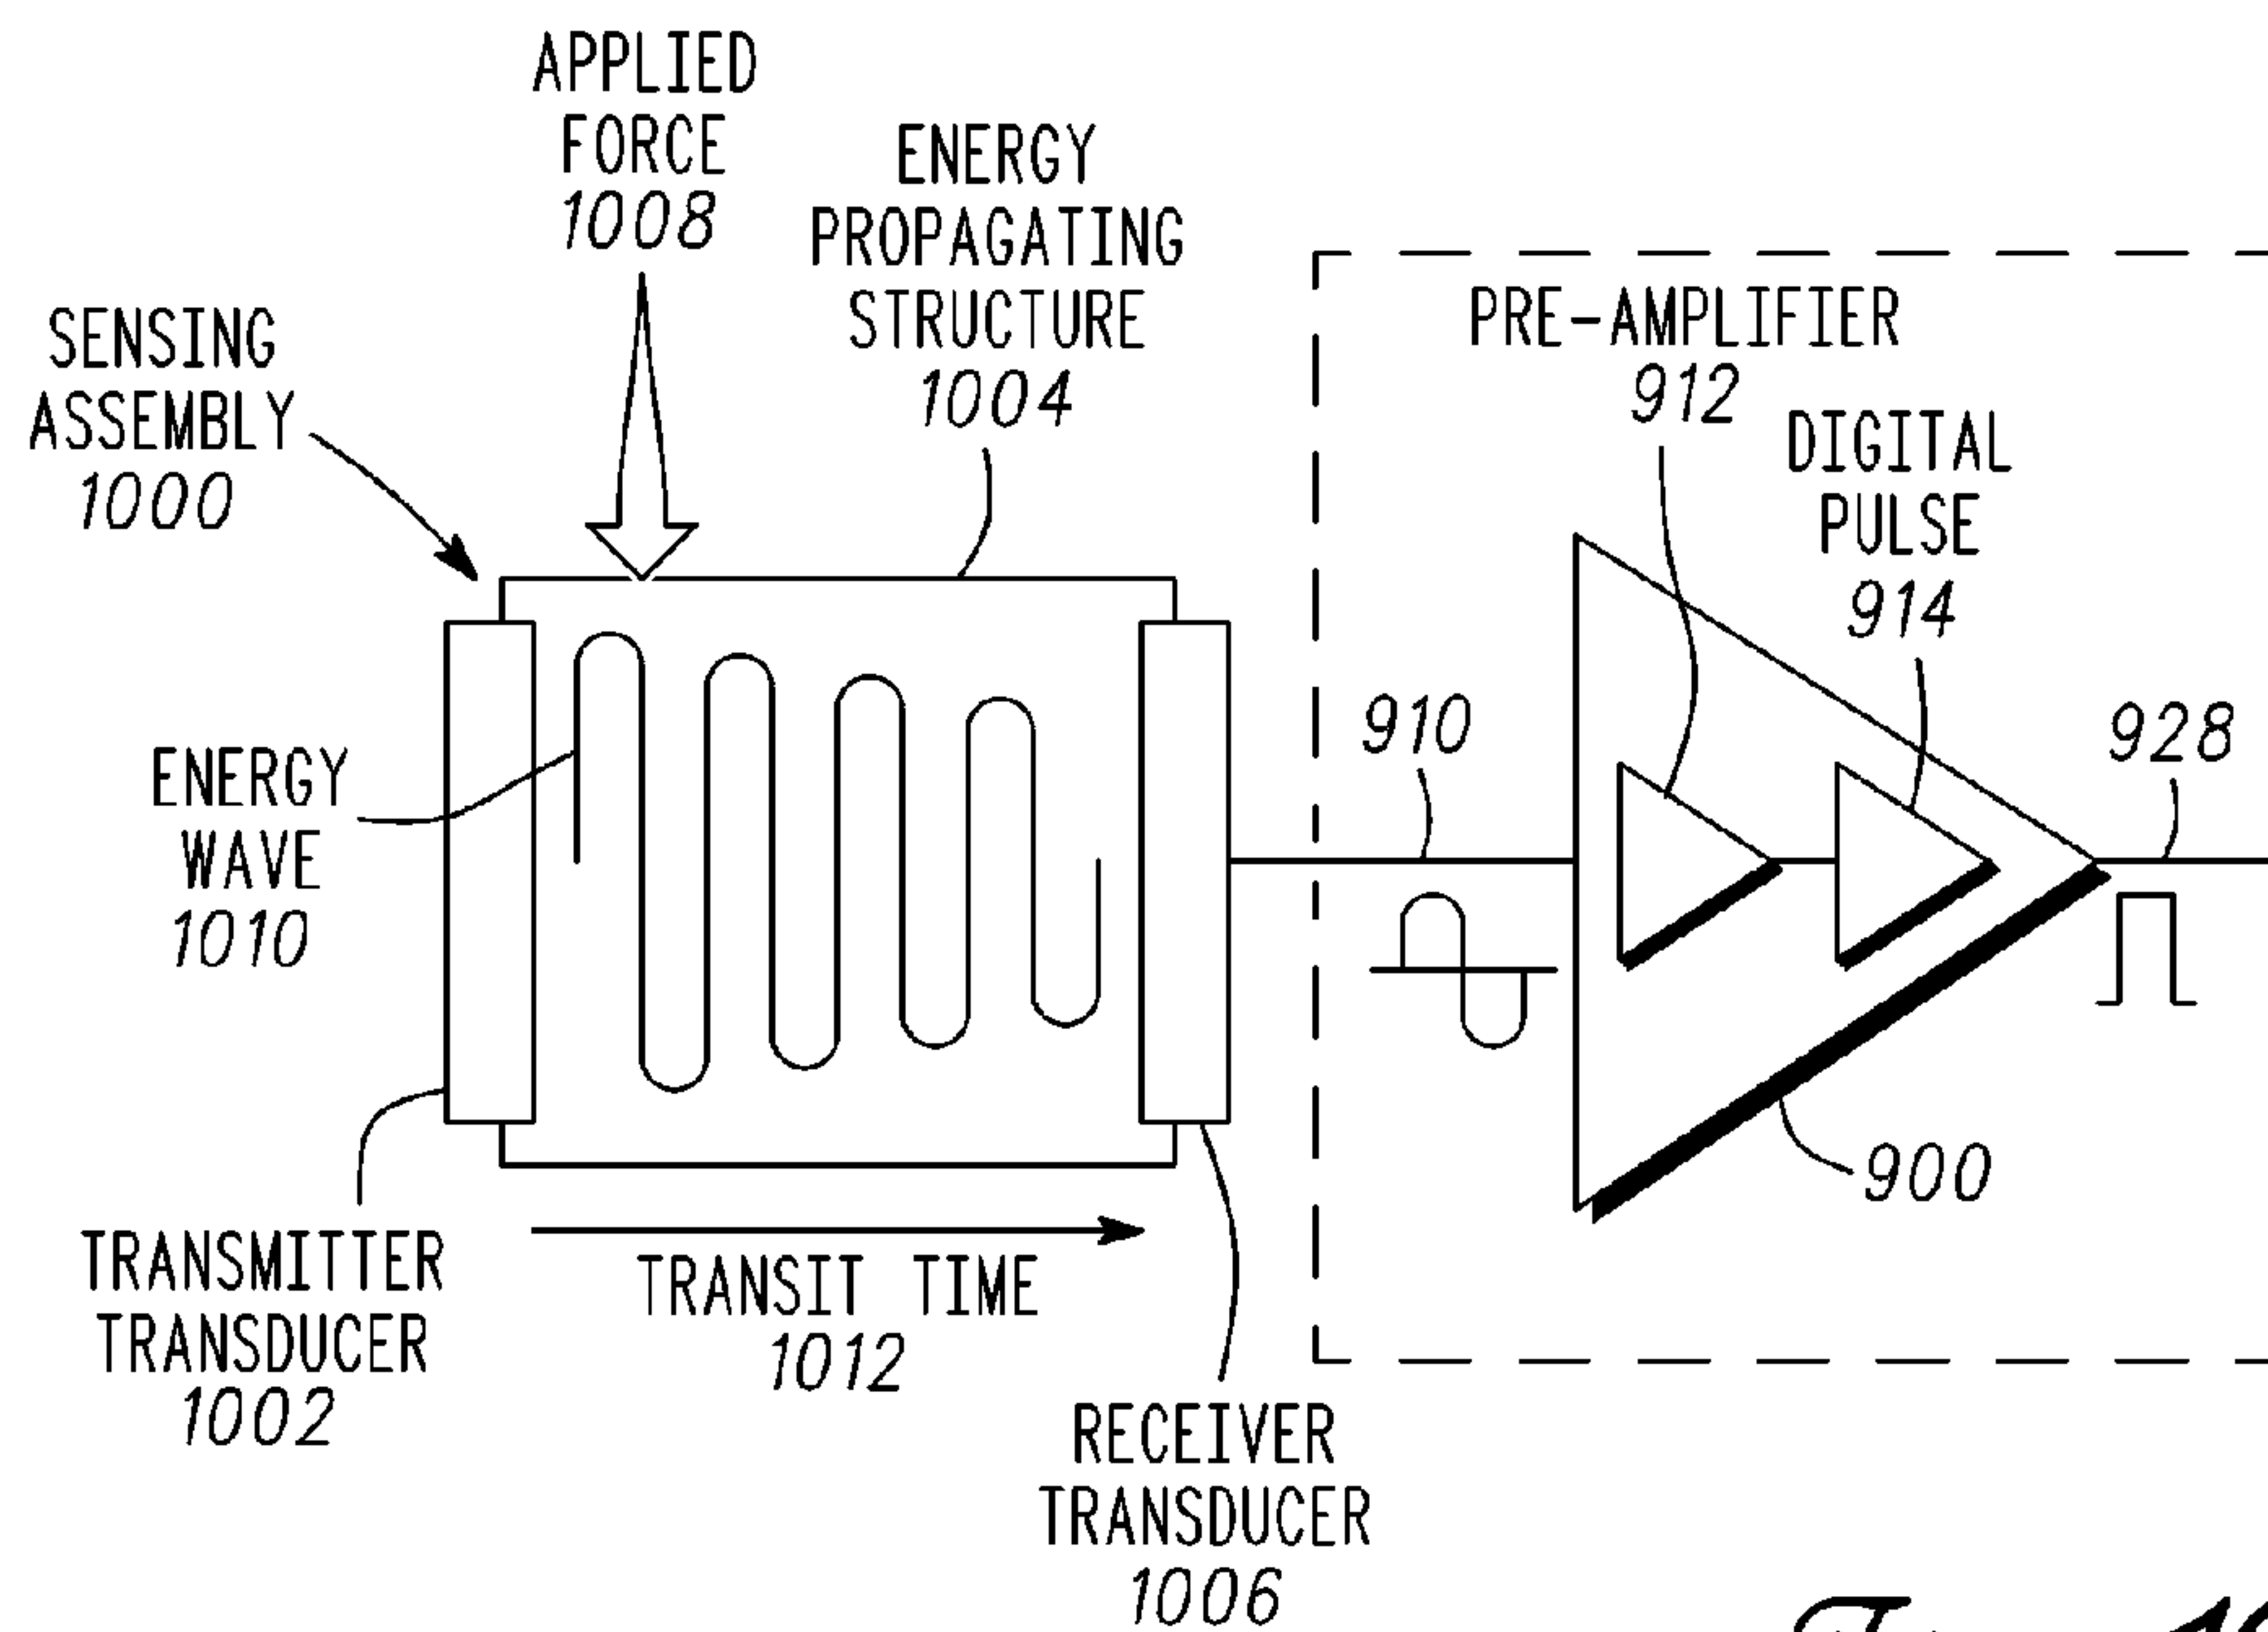 APPLIED
FORCE
1008
ENERGY
PROPAGATING
STRUCTURE
1004
SENSING
ASSEMBLY
1000
PRE-AMPLIFIER
912
DIGITAL
PULSE
914
910
928
ENERGY
WAVE
1010
900
TRANSMITTER
TRANSDUCER
1002
TRANSIT TIME
1012
RECEIVER
TRANSDUCER
1006